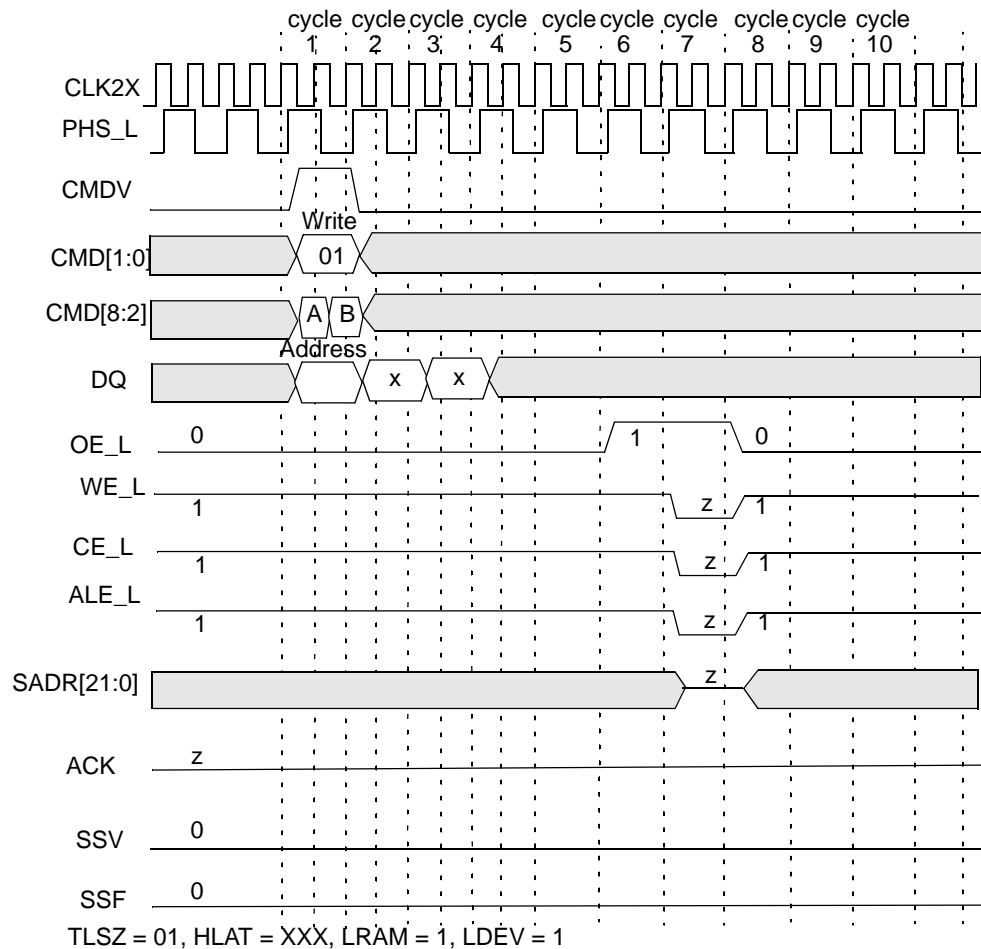 cycle cycle cycle cycle cycle cycle cycle cycle cycle cycle
1 2 3 4 5 6 7 8 9 10
CLK2X
PHS_L
CMDV
Write
CMD[1:0] 01
CMD[8:2] A B
Address
DQ x x
OE_L 0 1 0
WE_L 1 z 1
CE_L 1 z 1
ALE_L 1 z 1
SADR[21:0] z
ACK z
SSV 0
SSF 0
TLSZ = 01, HLAT = XXX, LRAM = 1, LDEV = 1